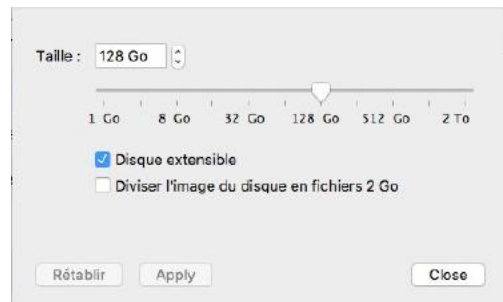 Taille : 128 Go
1 Go 8 Go 32 Go 128 Go 512 Go 2 To
Disque extensible
Diviser l'image du disque en fichiers 2 Go
Rétablir Apply Close